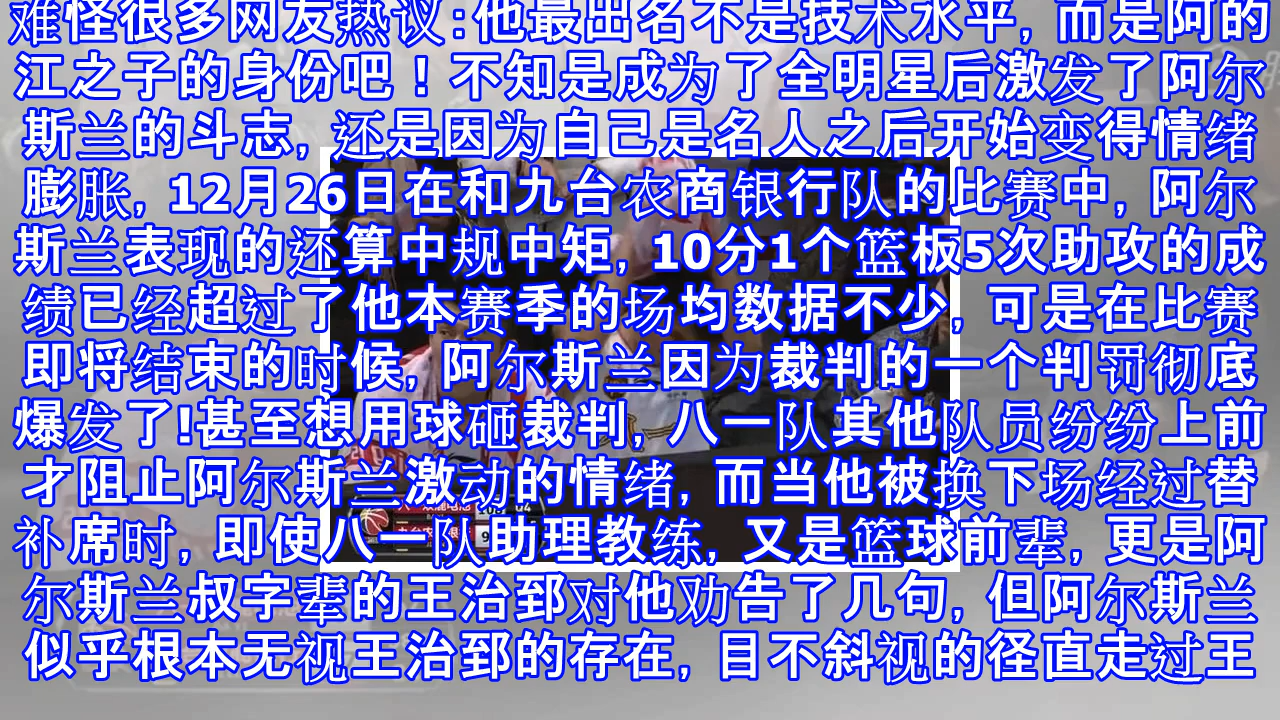 难怪很多网友热议:他最出名不是技术水平, 而是阿的
江之子的身份吧！不知是成为了全明星后激发了阿尔
斯兰的斗志, 还是因为自己是名人之后开始变得情绪
膨胀, 12月26日在和九台农商银行队的比赛中, 阿尔
斯兰表现的还算中规中矩, 10分1个篮板5次助攻的成
绩已经超过了他本赛季的场均数据不少, 可是在比赛
即将结束的时候, 阿尔斯兰因为裁判的一个判罚彻底
爆发了!甚至想用球砸裁判, 八一队其他队员纷纷上前
才阻止阿尔斯兰激动的情绪, 而当他被换下场经过替
补席时, 即使八一队助理教练, 又是篮球前辈, 更是阿
尔斯兰叔字辈的王治郅对他劝告了几句, 但阿尔斯兰
似乎根本无视王治郅的存在, 目不斜视的径直走过王